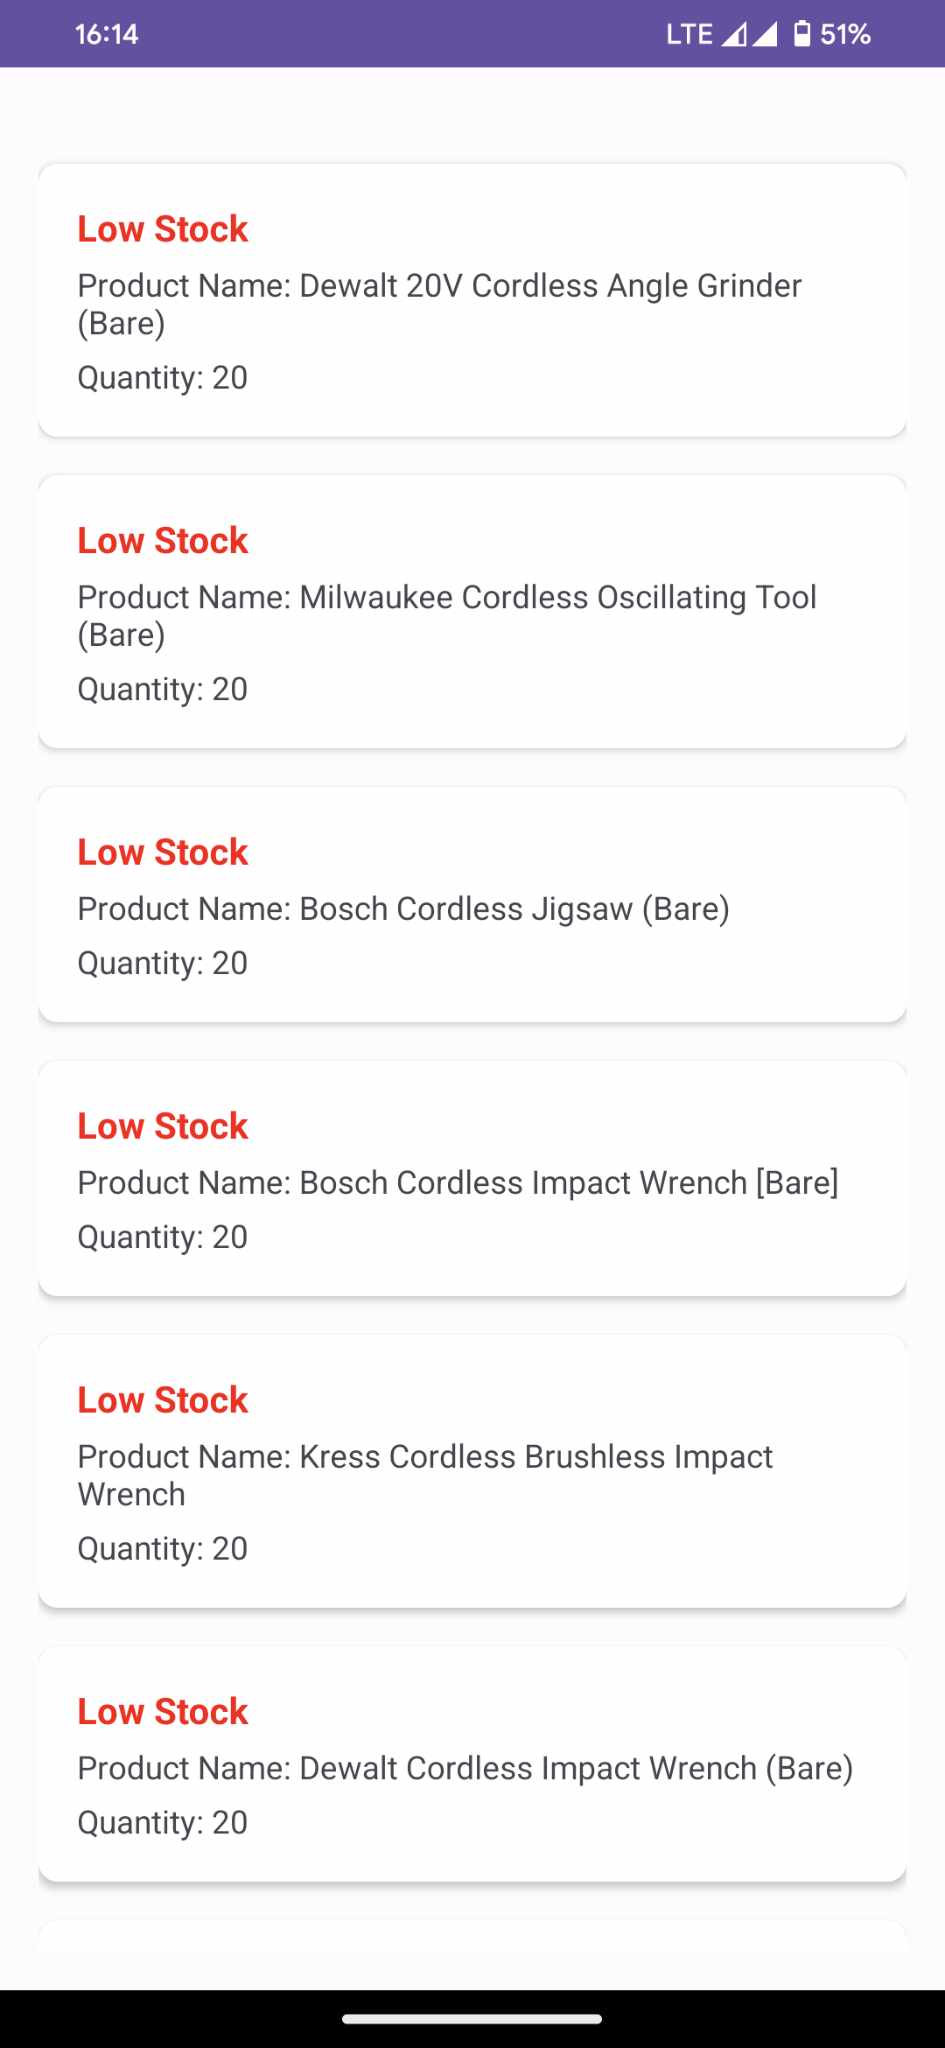 16:14 LTE 51%
Low Stock
Product Name: Dewalt 20V Cordless Angle Grinder
(Bare)
Quantity: 20
Low Stock
Product Name: Milwaukee Cordless Oscillating Tool
(Bare)
Quantity: 20
Low Stock
Product Name: Bosch Cordless Jigsaw (Bare)
Quantity: 20
Low Stock
Product Name: Bosch Cordless Impact Wrench [Bare]
Quantity: 20
Low Stock
Product Name: Kress Cordless Brushless Impact
Wrench
Quantity: 20
Low Stock
Product Name: Dewalt Cordless Impact Wrench (Bare)
Quantity: 20